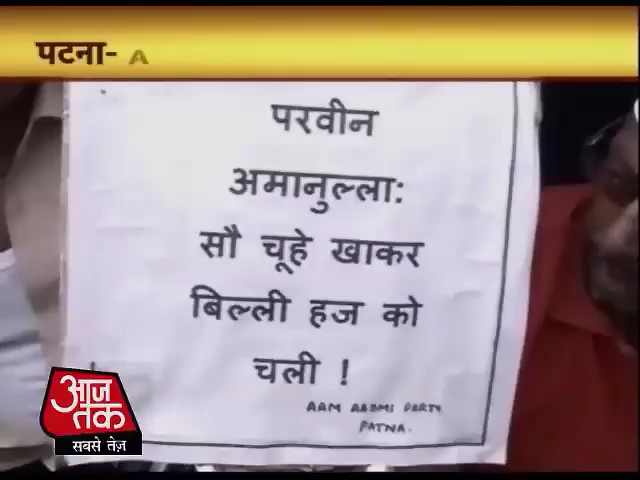 पटना- A
परवीन
अमानुल्ला:
सौ चूहे खाकर
बिल्ली हज को
चली !
AAM AADMI PARTY
PATNA.
आज
तक
सबसे तेज़